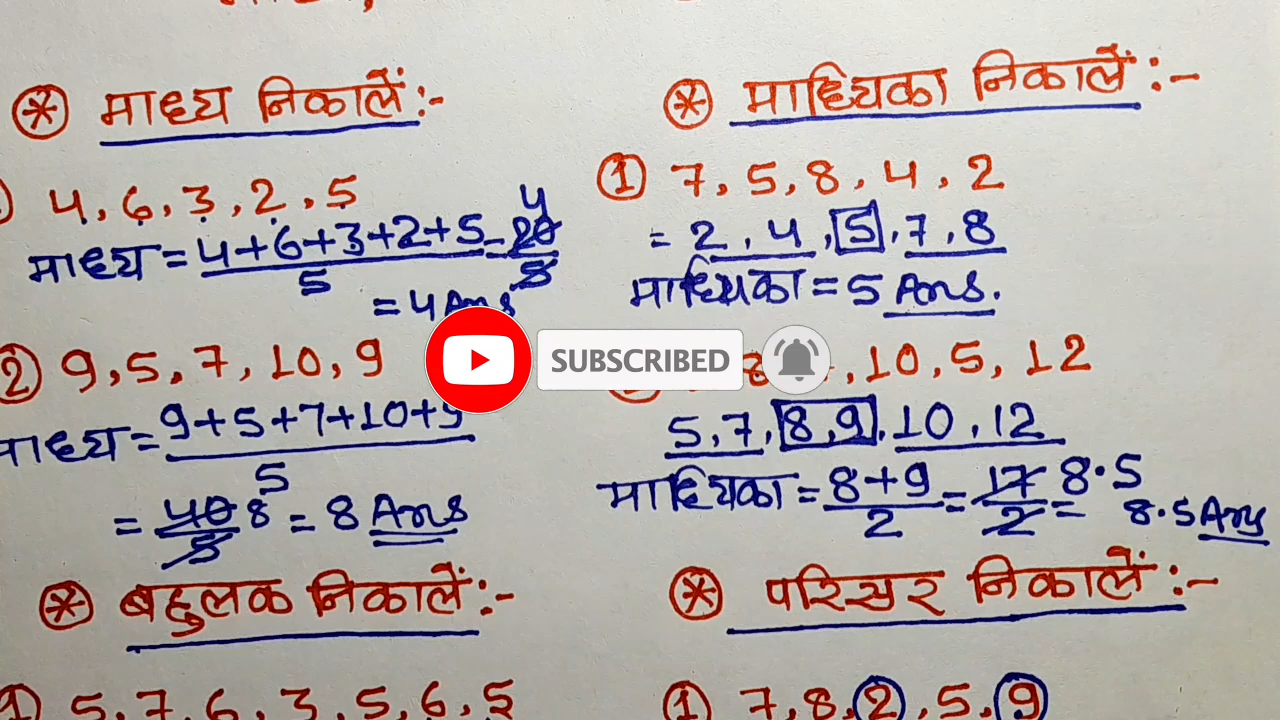 * माध्य निकालें :-
4, 6, 3, 2, 5
माध्य = 4+6+3+2+5 / 5 = 20 / 5 4
= 4 Ans
2) 9, 5, 7, 10, 9
माध्य = 9+5+7+10+9 / 5
= 40 / 5 8 = 8 Ans
* बहुलक निकालें :-
1) 5, 7, 6, 3, 5, 6, 5
* माध्यिका निकालें :-
① 7, 5, 8, 4, 2
= 2, 4, 5, 7, 8
माध्यिका = 5 Ans.
8, 10, 5, 12
5, 7, 8, 9, 10, 12
माध्यिका = 8+9 / 2 = 17 / 2 = 8.5
8.5 Ans
* परिसर निकालें :-
① 7, 8, 2, 5, 9
SUBSCRIBED